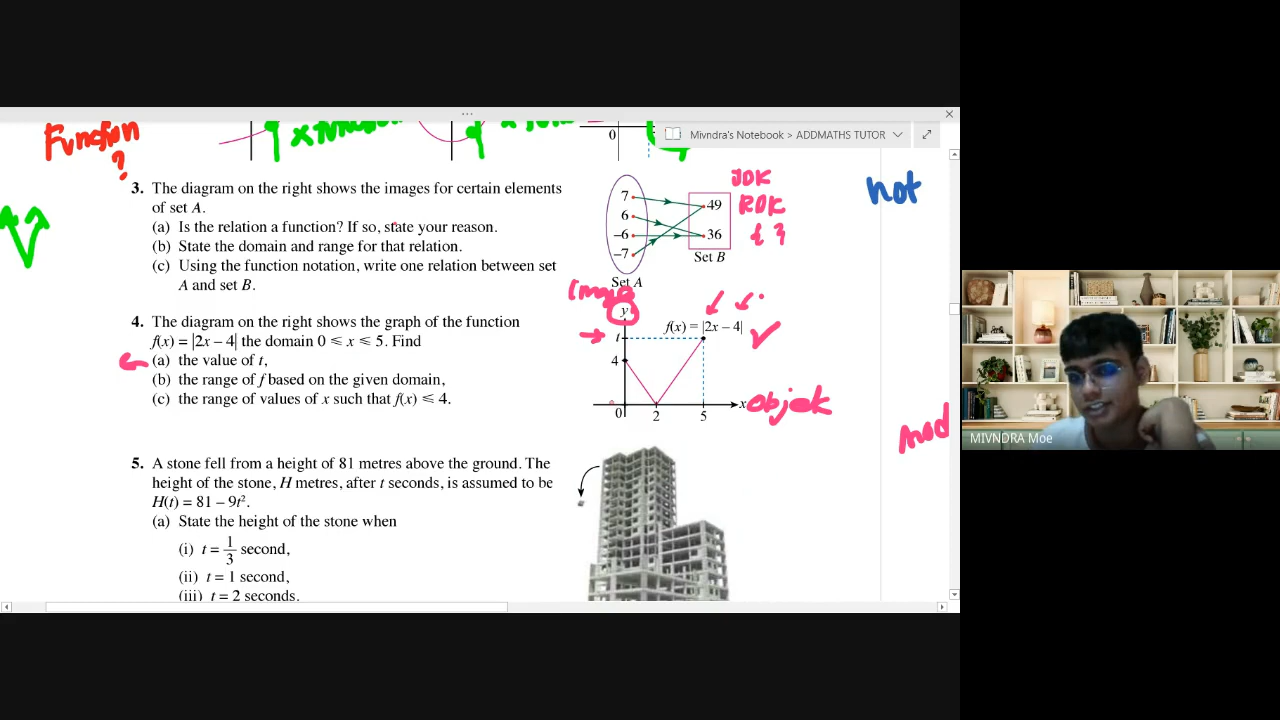 Mivndra's Notebook > ADDMATHS TUTOR
Function
?
x function
0
3. The diagram on the right shows the images for certain elements
of set A.
(a) Is the relation a function? If so, state your reason.
(b) State the domain and range for that relation.
(c) Using the function notation, write one relation between set
A and set B.
7
6
–6
–7
Set A
49
36
Set B
not
4. The diagram on the right shows the graph of the function
f(x) = |2x – 4| the domain 0 ⩽ x ⩽ 5. Find
(a) the value of t,
(b) the range of f based on the given domain,
(c) the range of values of x such that f(x) ⩽ 4.
y
f(x) = |2x – 4|
t
4
0
2
5
x
objek
MIVNDRA Moe
5. A stone fell from a height of 81 metres above the ground. The
height of the stone, H metres, after t seconds, is assumed to be
H(t) = 81 – 9t².
(a) State the height of the stone when
(i) t = 1/3 second,
(ii) t = 1 second,
(iii) t = 2 seconds.